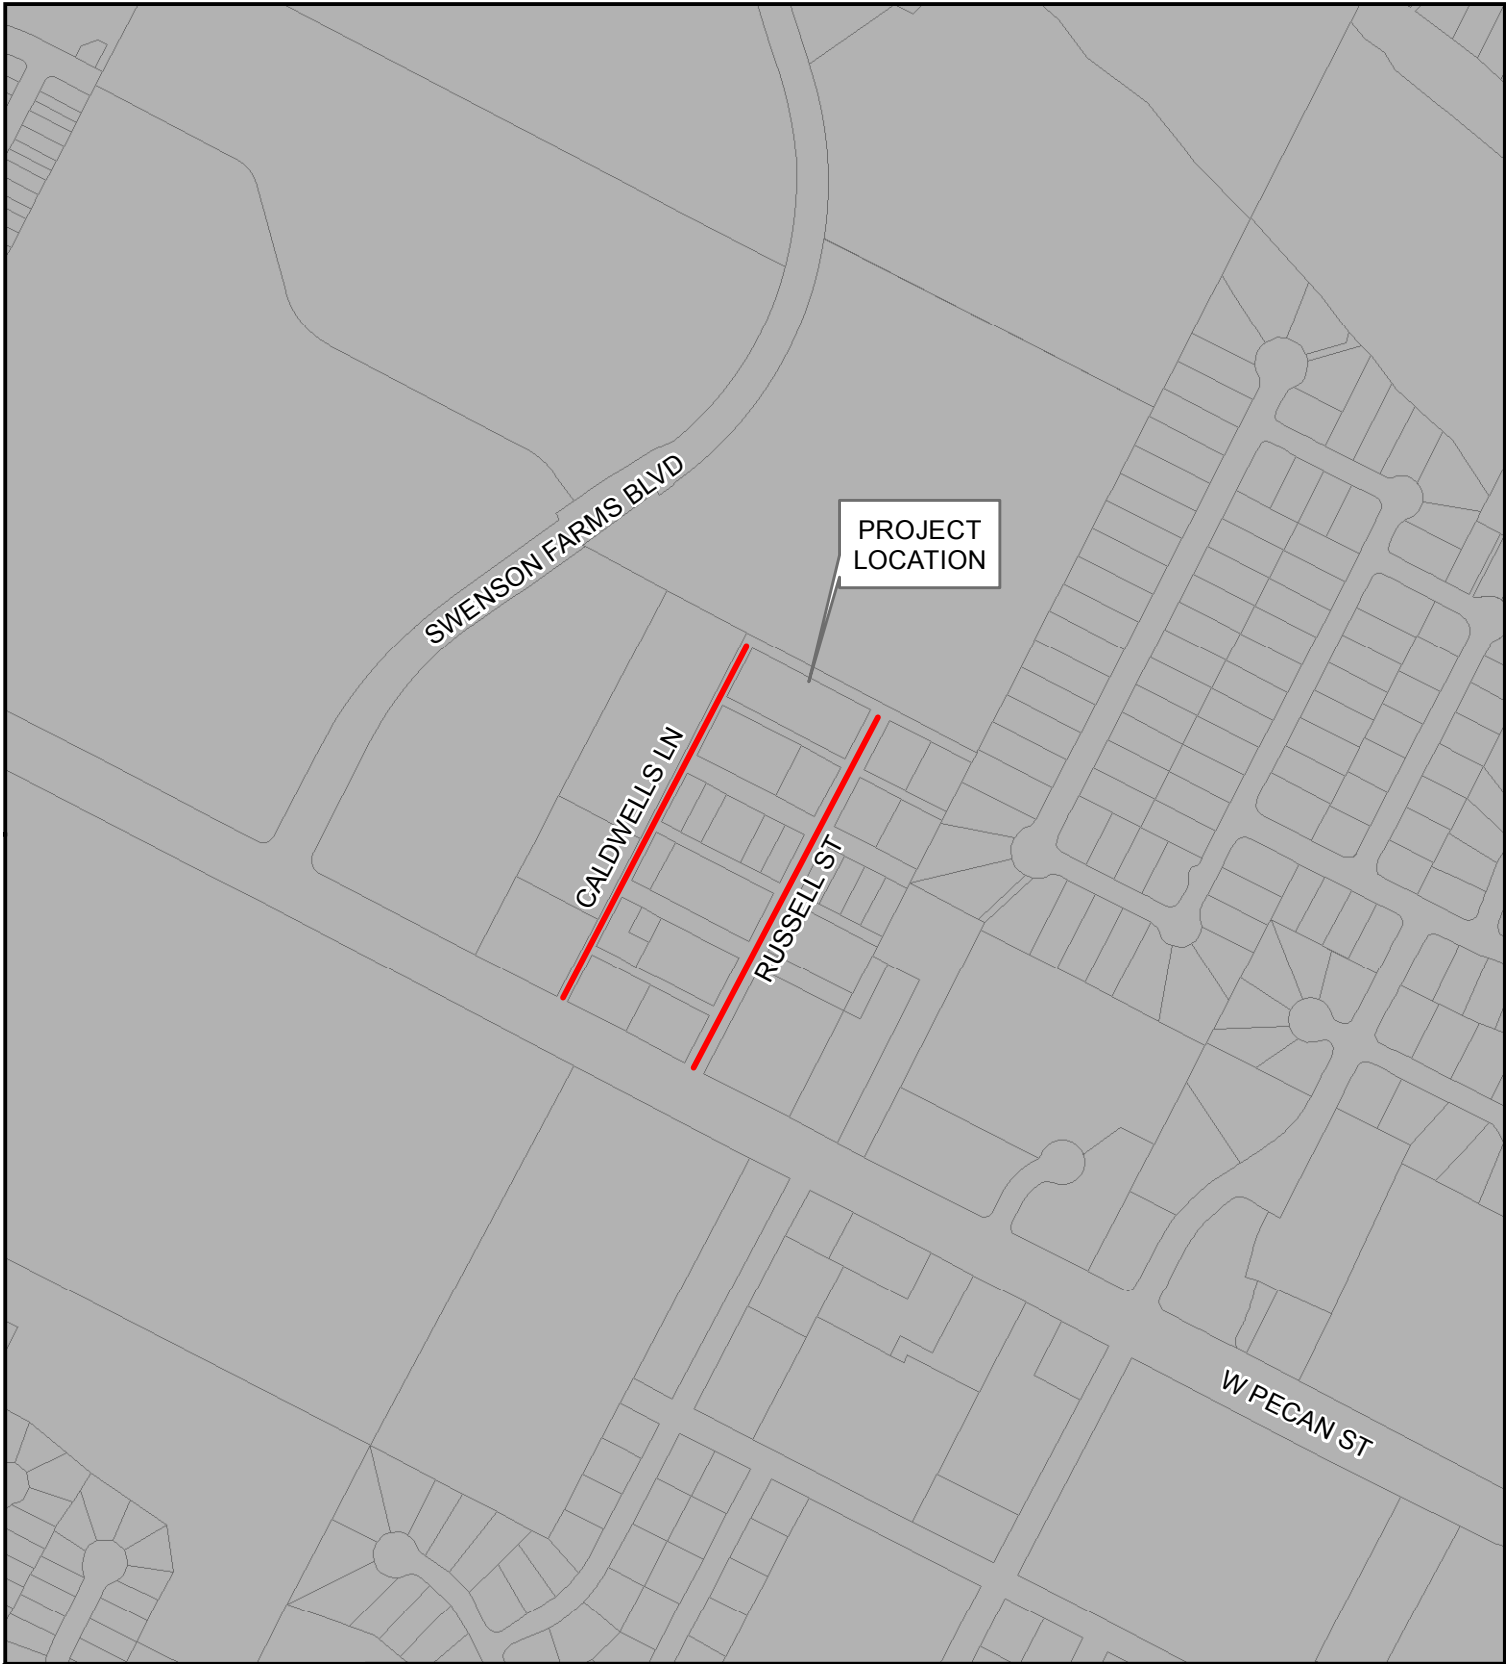 SWENSON FARMS BLVD
PROJECT
LOCATION
CALDWELLS LN
RUSSELL ST
W PECAN ST